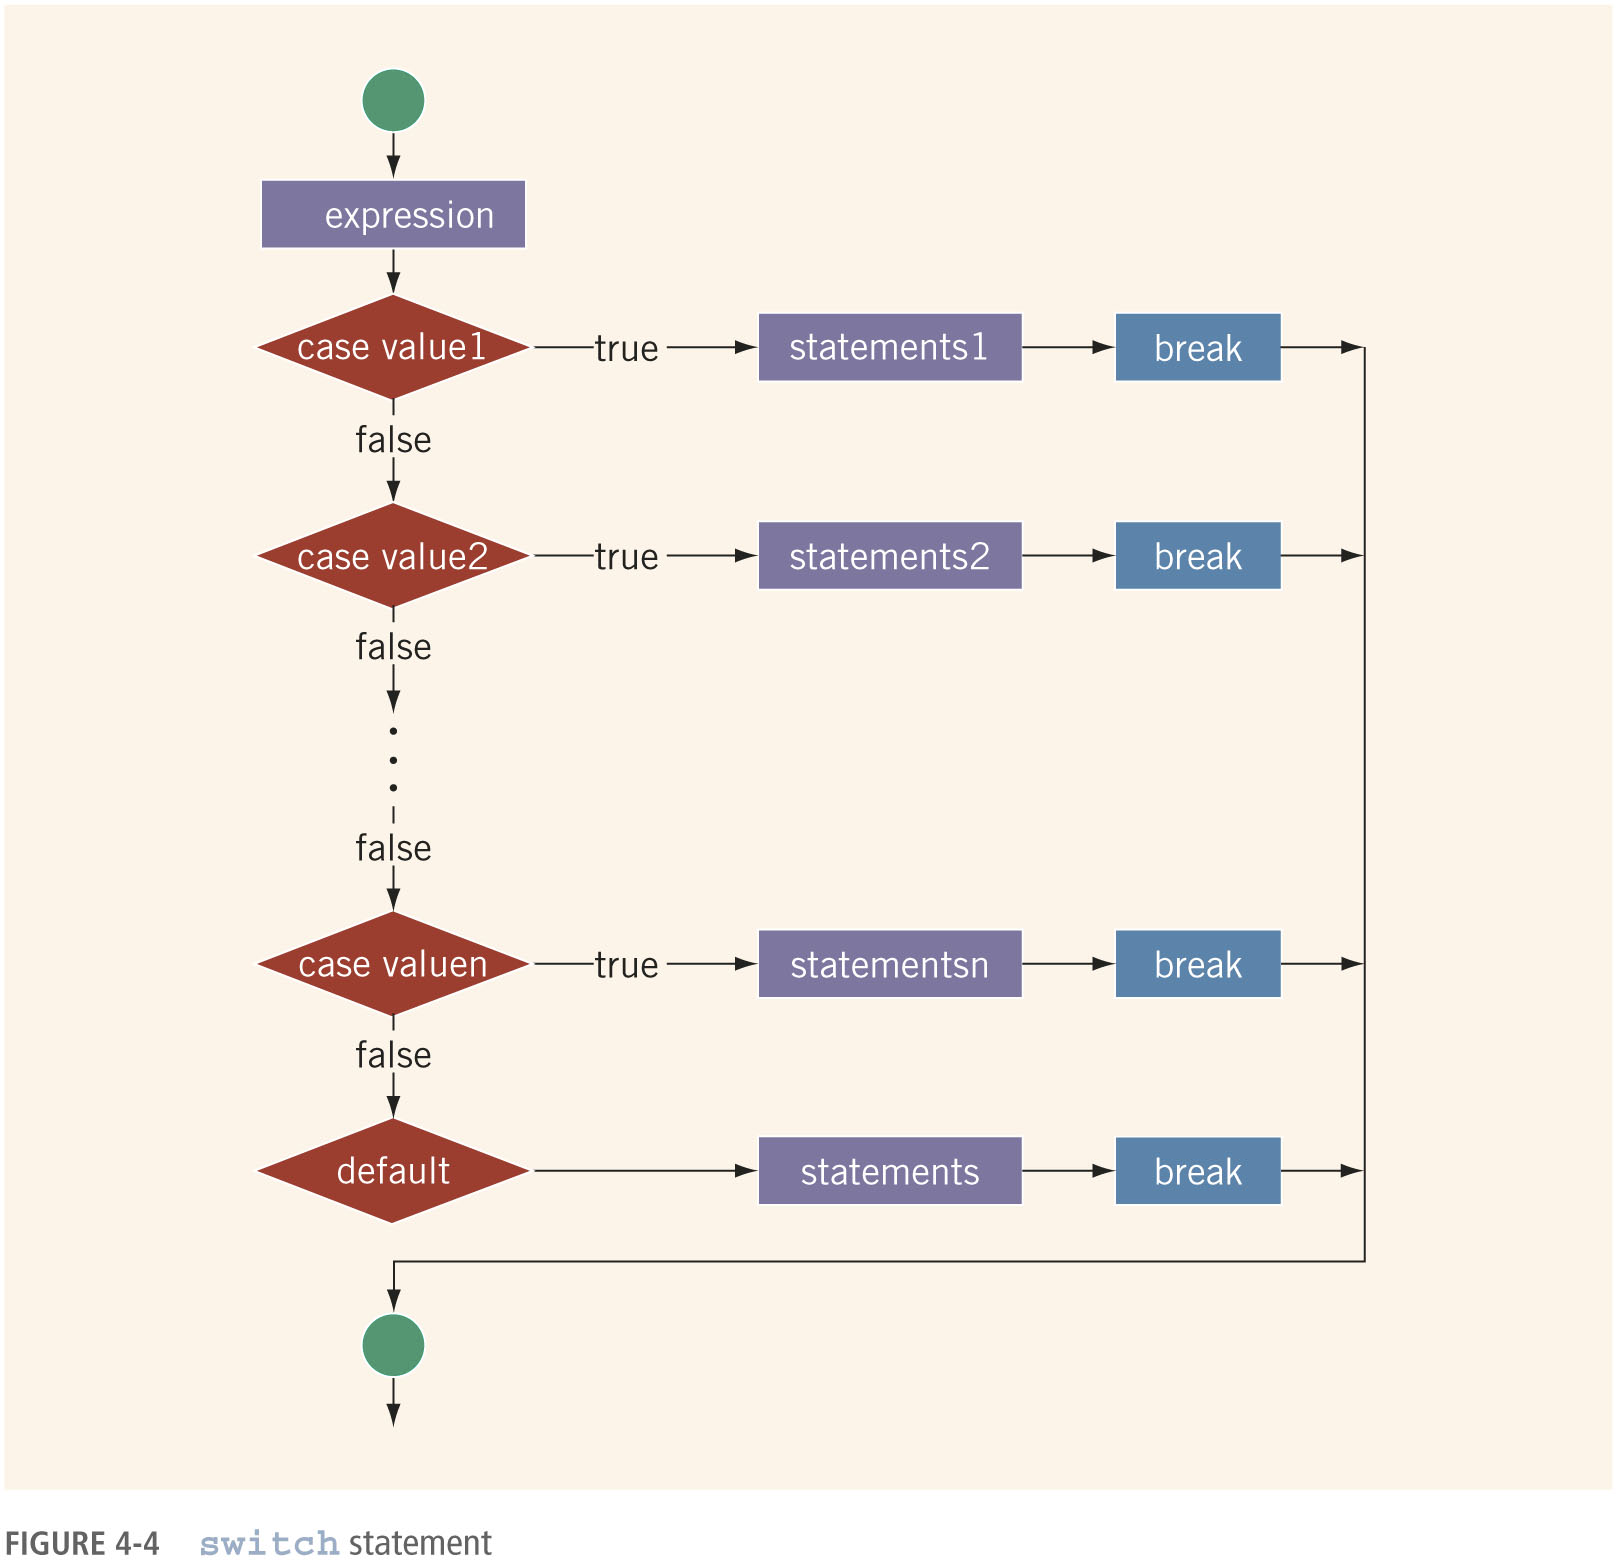 expression
case value1 true statements1 break
false
case value2 true statements2 break
false
false
case valuen true statementsn break
false
default statements break
FIGURE 4-4 switch statement